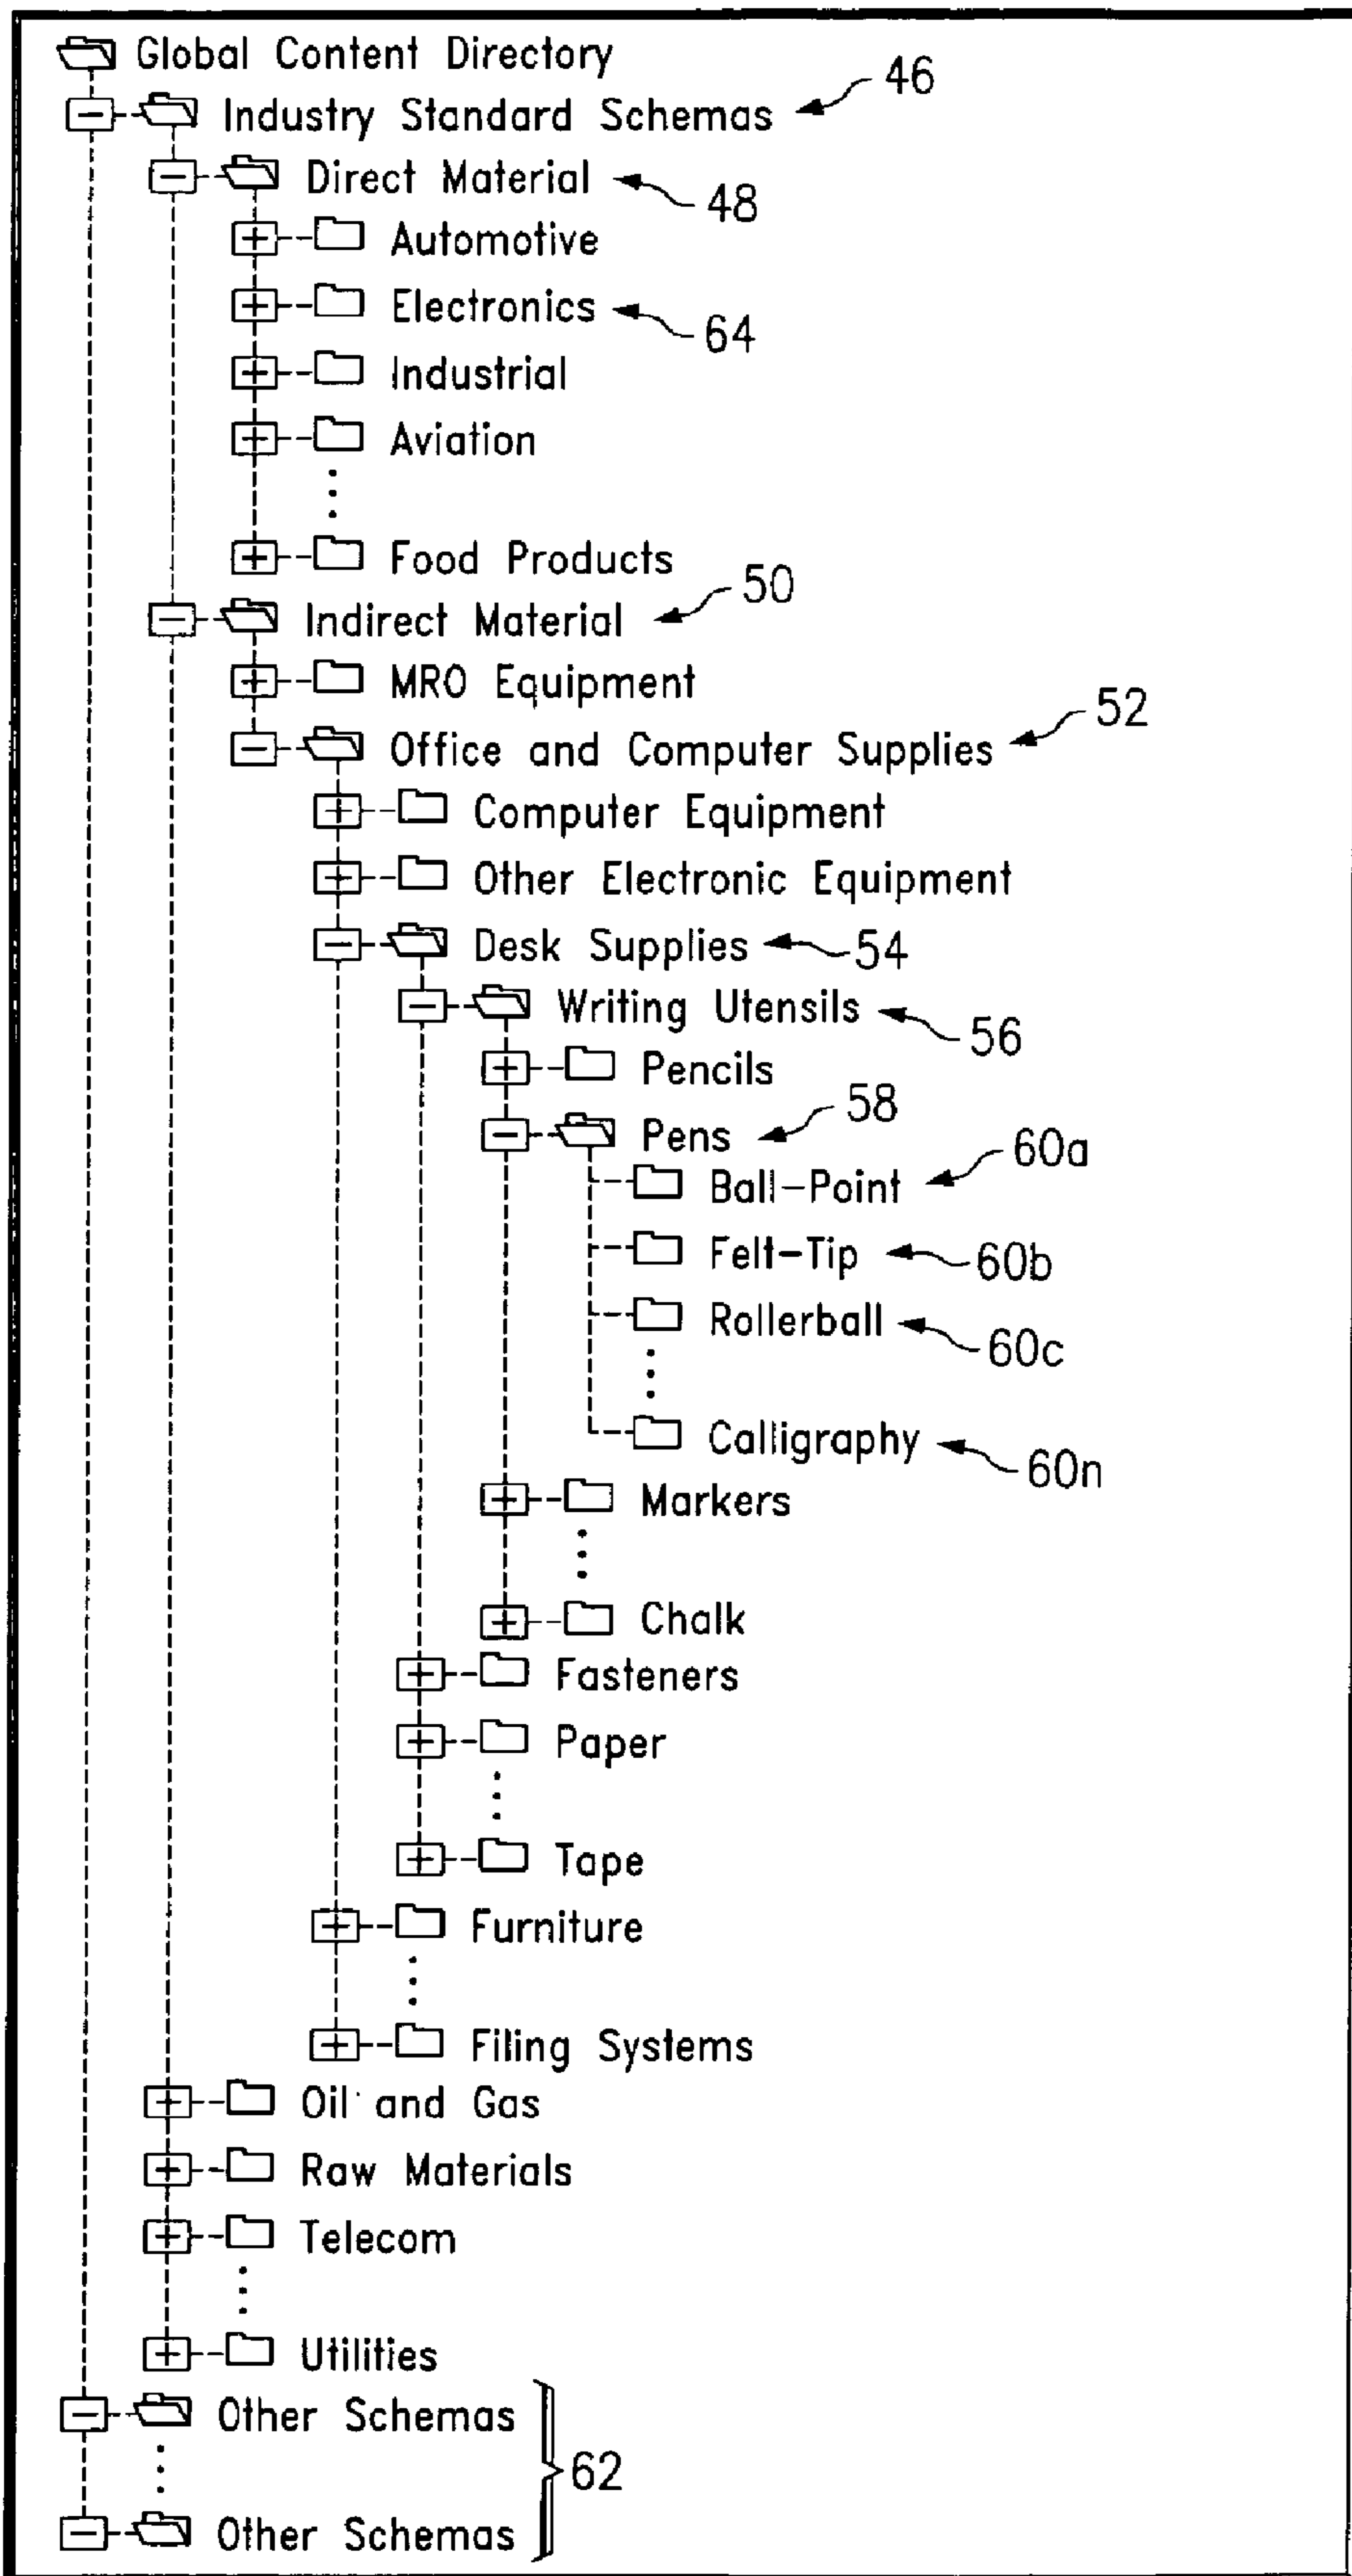 Global Content Directory
Industry Standard Schemas 46
Direct Material 48
Automotive
Electronics 64
Industrial
Aviation
Food Products
Indirect Material 50
MRO Equipment
Office and Computer Supplies 52
Computer Equipment
Other Electronic Equipment
Desk Supplies 54
Writing Utensils 56
Pencils
Pens 58
Ball-Point 60a
Felt-Tip 60b
Rollerball 60c
Calligraphy 60n
Markers
Chalk
Fasteners
Paper
Tape
Furniture
Filing Systems
Oil and Gas
Raw Materials
Telecom
Utilities
Other Schemas
62
Other Schemas